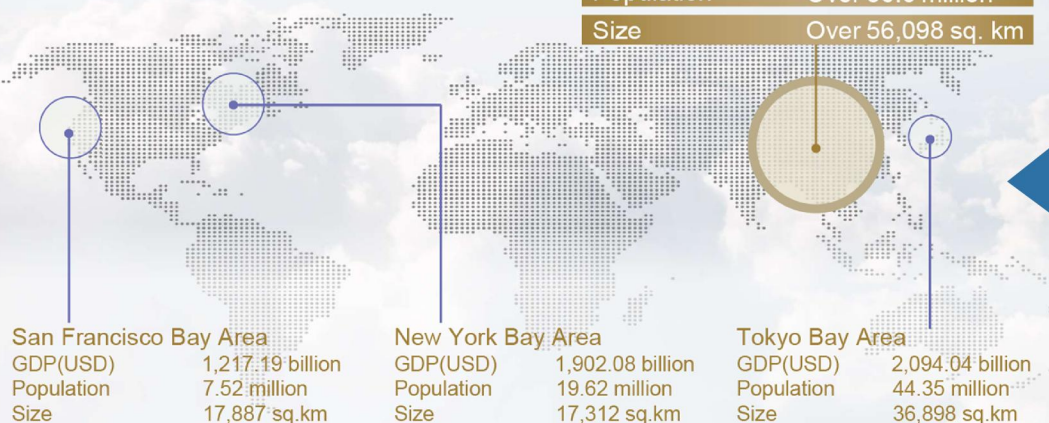 Size Over 56,098 sq. km
San Francisco Bay Area
GDP(USD) 1,217.19 billion
Population 7.52 million
Size 17,887 sq.km
New York Bay Area
GDP(USD) 1,902.08 billion
Population 19.62 million
Size 17,312 sq.km
Tokyo Bay Area
GDP(USD) 2,094.04 billion
Population 44.35 million
Size 36,898 sq.km